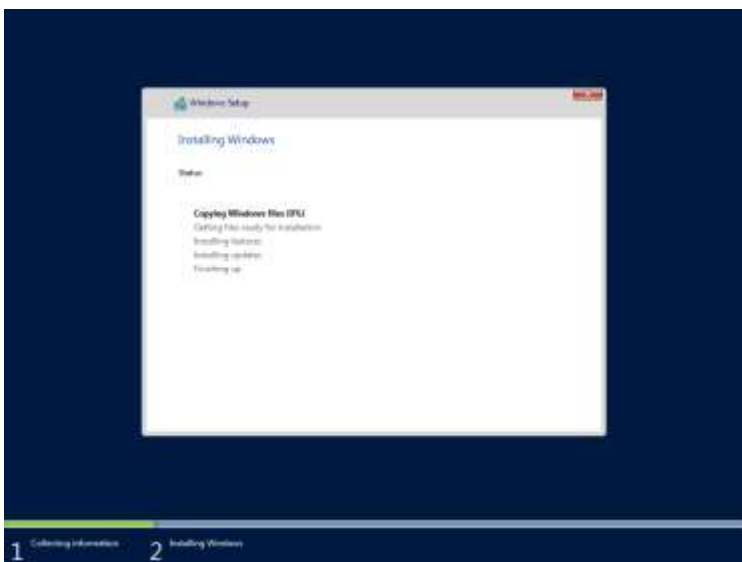 Windows Setup
Installing Windows
Status
Copying Windows files (0%)
Getting files ready for installation
Installing features
Installing updates
Finishing up
1 Collecting information
2 Installing Windows